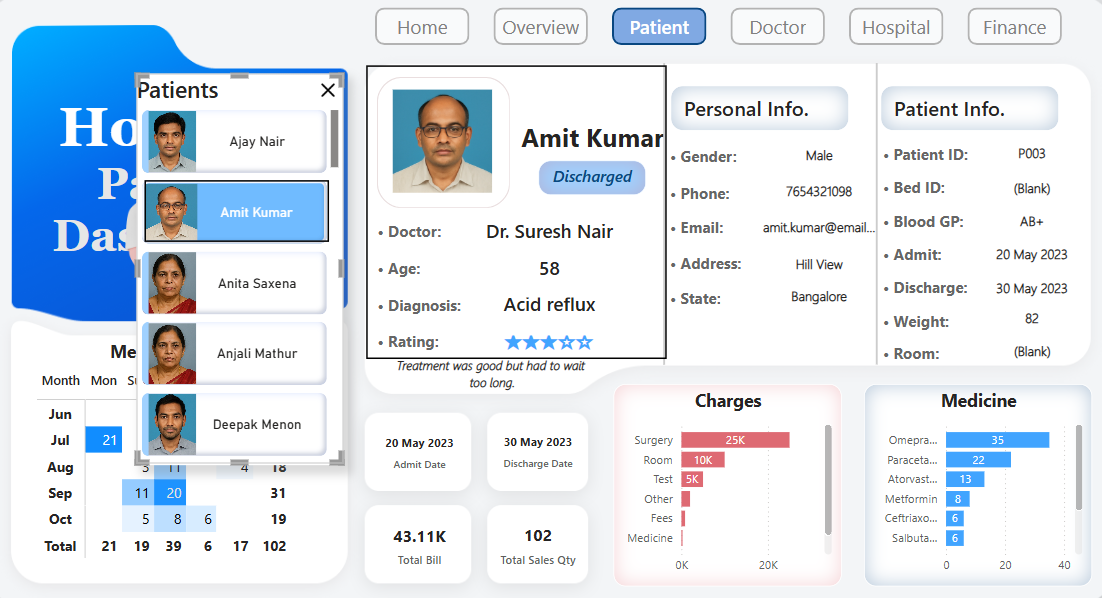 Home
Overview
Patient
Doctor
Hospital
Finance
Ho
Pa
Das
Patients
Ajay Nair
Amit Kumar
Anita Saxena
Anjali Mathur
Deepak Menon
Amit Kumar
Discharged
• Doctor: Dr. Suresh Nair
• Age: 58
• Diagnosis: Acid reflux
• Rating: ★★★☆☆
Treatment was good but had to wait
too long.
Personal Info.
• Gender: Male
• Phone: 7654321098
• Email: amit.kumar@email...
• Address: Hill View
• State: Bangalore
Patient Info.
• Patient ID: P003
• Bed ID: (Blank)
• Blood GP: AB+
• Admit: 20 May 2023
• Discharge: 30 May 2023
• Weight: 82
• Room: (Blank)
Me
Month Mon Su
Jun
Jul 21
Aug 3 11 4 18
Sep 11 20 31
Oct 5 8 6 19
Total 21 19 39 6 17 102
20 May 2023
Admit Date
30 May 2023
Discharge Date
43.11K
Total Bill
102
Total Sales Qty
Charges
Surgery 25K
Room 10K
Test 5K
Other
Fees
Medicine
0K 20K
Medicine
Omepra... 35
Paraceta... 22
Atorvast... 13
Metformin 8
Ceftriaxo... 6
Salbuta... 6
0 20 40